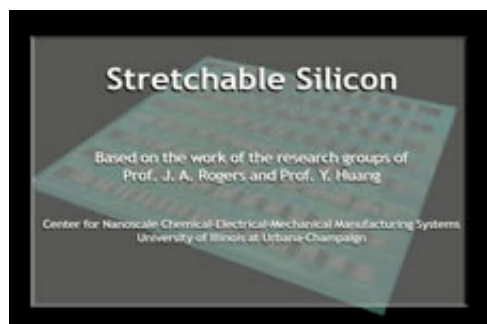 Stretchable Silicon
Based on the work of the research groups of
Prof. J. A. Rogers and Prof. Y. Huang
Center for Nanoscale Chemical-Electrical-Mechanical Manufacturing Systems
University of Illinois at Urbana-Champaign